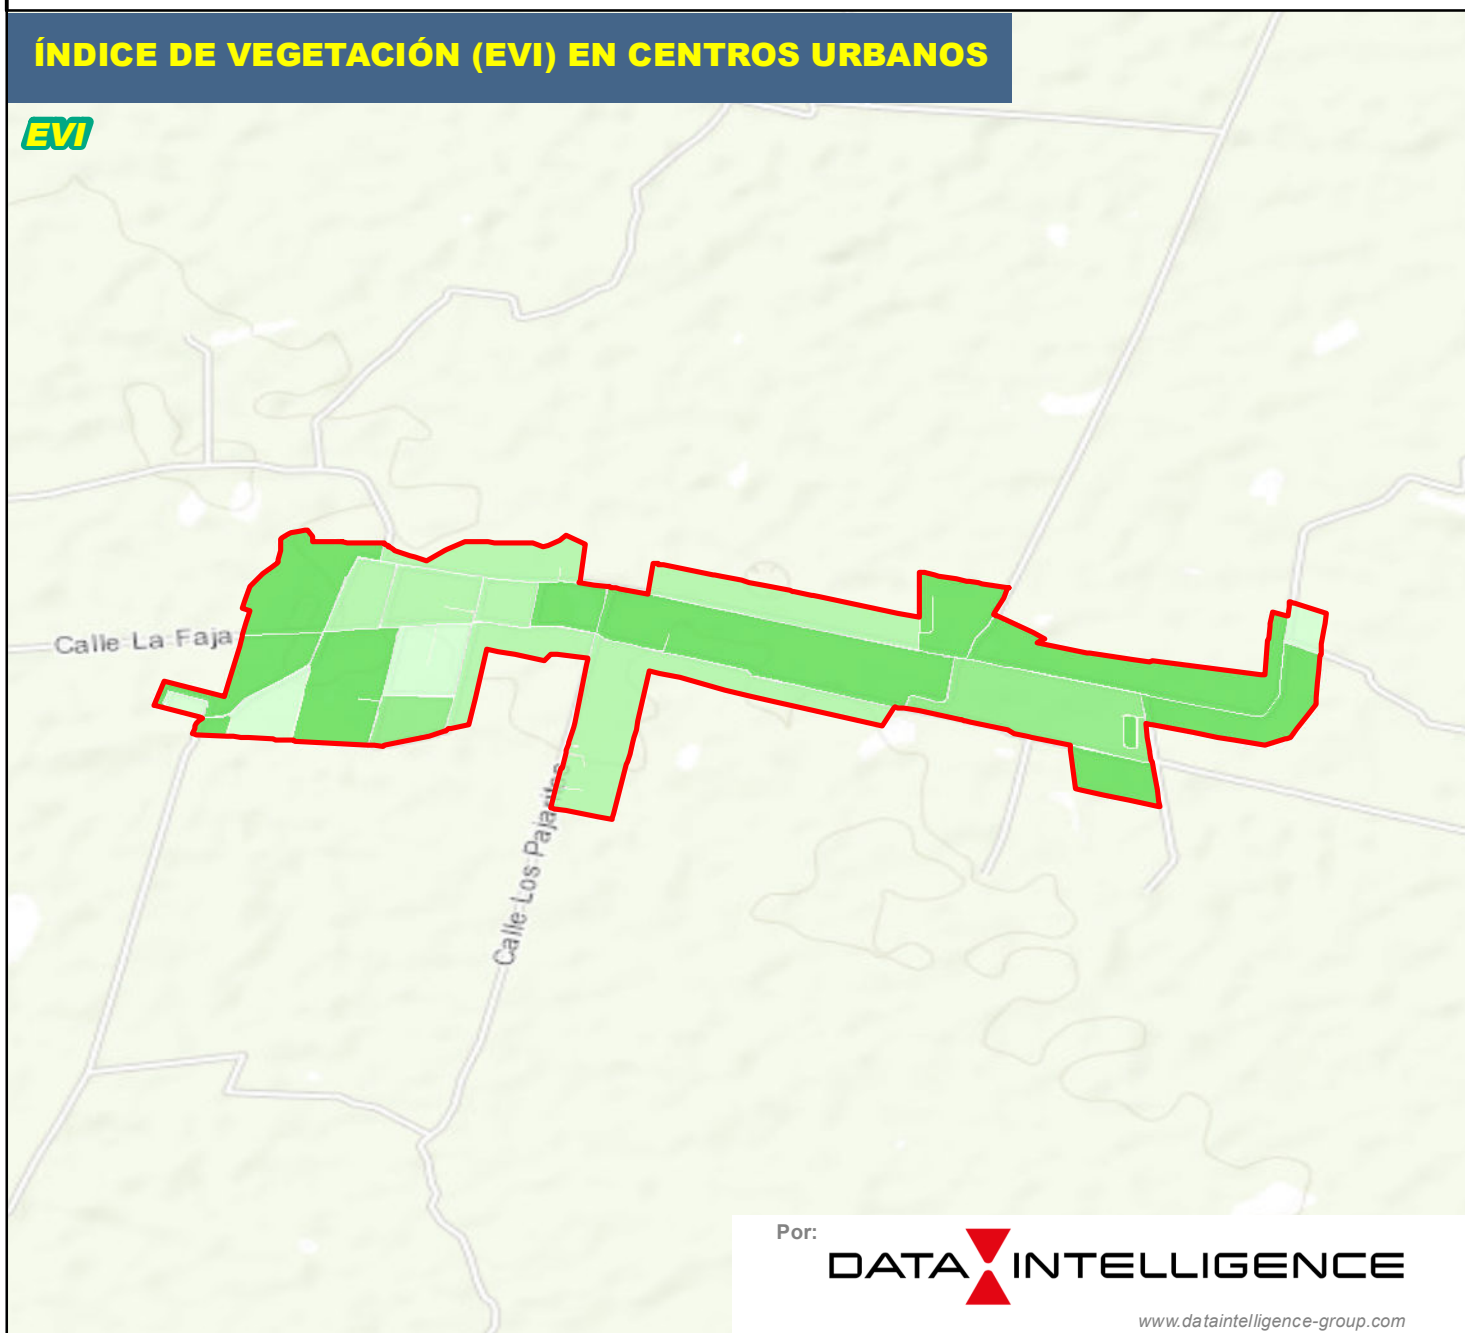 ÍNDICE DE VEGETACIÓN (EVI) EN CENTROS URBANOS
EVI
Calle La Faja
Calle Los Pajaritos
Por:
DATA INTELLIGENCE
www.dataintelligence-group.com